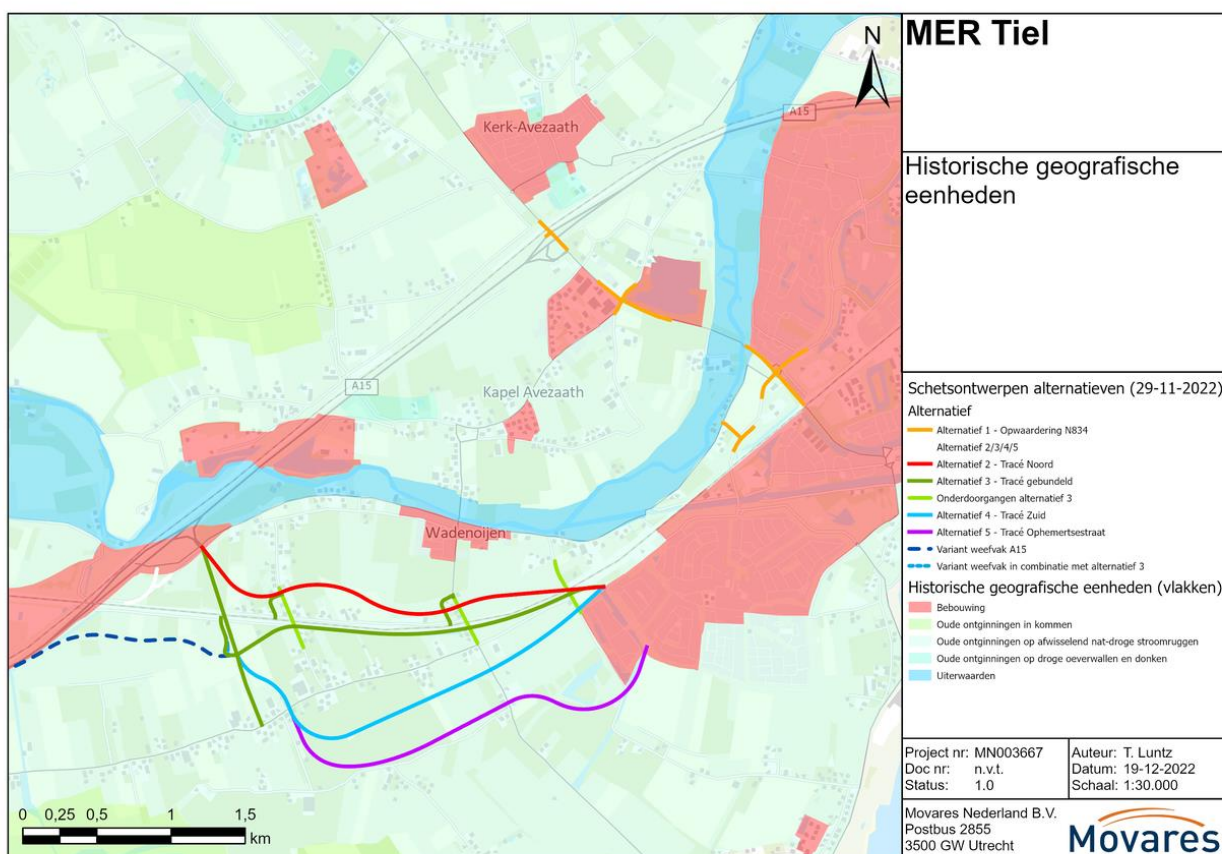 MER Tiel
Historische geografische
eenheden
N
A15
Kerk-Avezaath
A15
Kapel Avezaath
Wadenoijen
Schetsontwerpen alternatieven (29-11-2022)
Alternatief
Alternatief 1 - Opwaardering N834
Alternatief 2/3/4/5
Alternatief 2 - Tracé Noord
Alternatief 3 - Tracé gebundeld
Onderdoorgangen alternatief 3
Alternatief 4 - Tracé Zuid
Alternatief 5 - Tracé Ophemertsestraat
Variant weefvak A15
Variant weefvak in combinatie met alternatief 3
Historische geografische eenheden (vlakken)
Bebouwing
Oude ontginningen in kommen
Oude ontginningen op afwisselend nat-droge stroomruggen
Oude ontginningen op droge oeverwallen en donken
Uiterwaarden
0 0,25 0,5 1 1,5
km
Project nr: MN003667
Doc nr: n.v.t.
Status: 1.0
Auteur: T. Luntz
Datum: 19-12-2022
Schaal: 1:30.000
Movares Nederland B.V.
Postbus 2855
3500 GW Utrecht
Movares